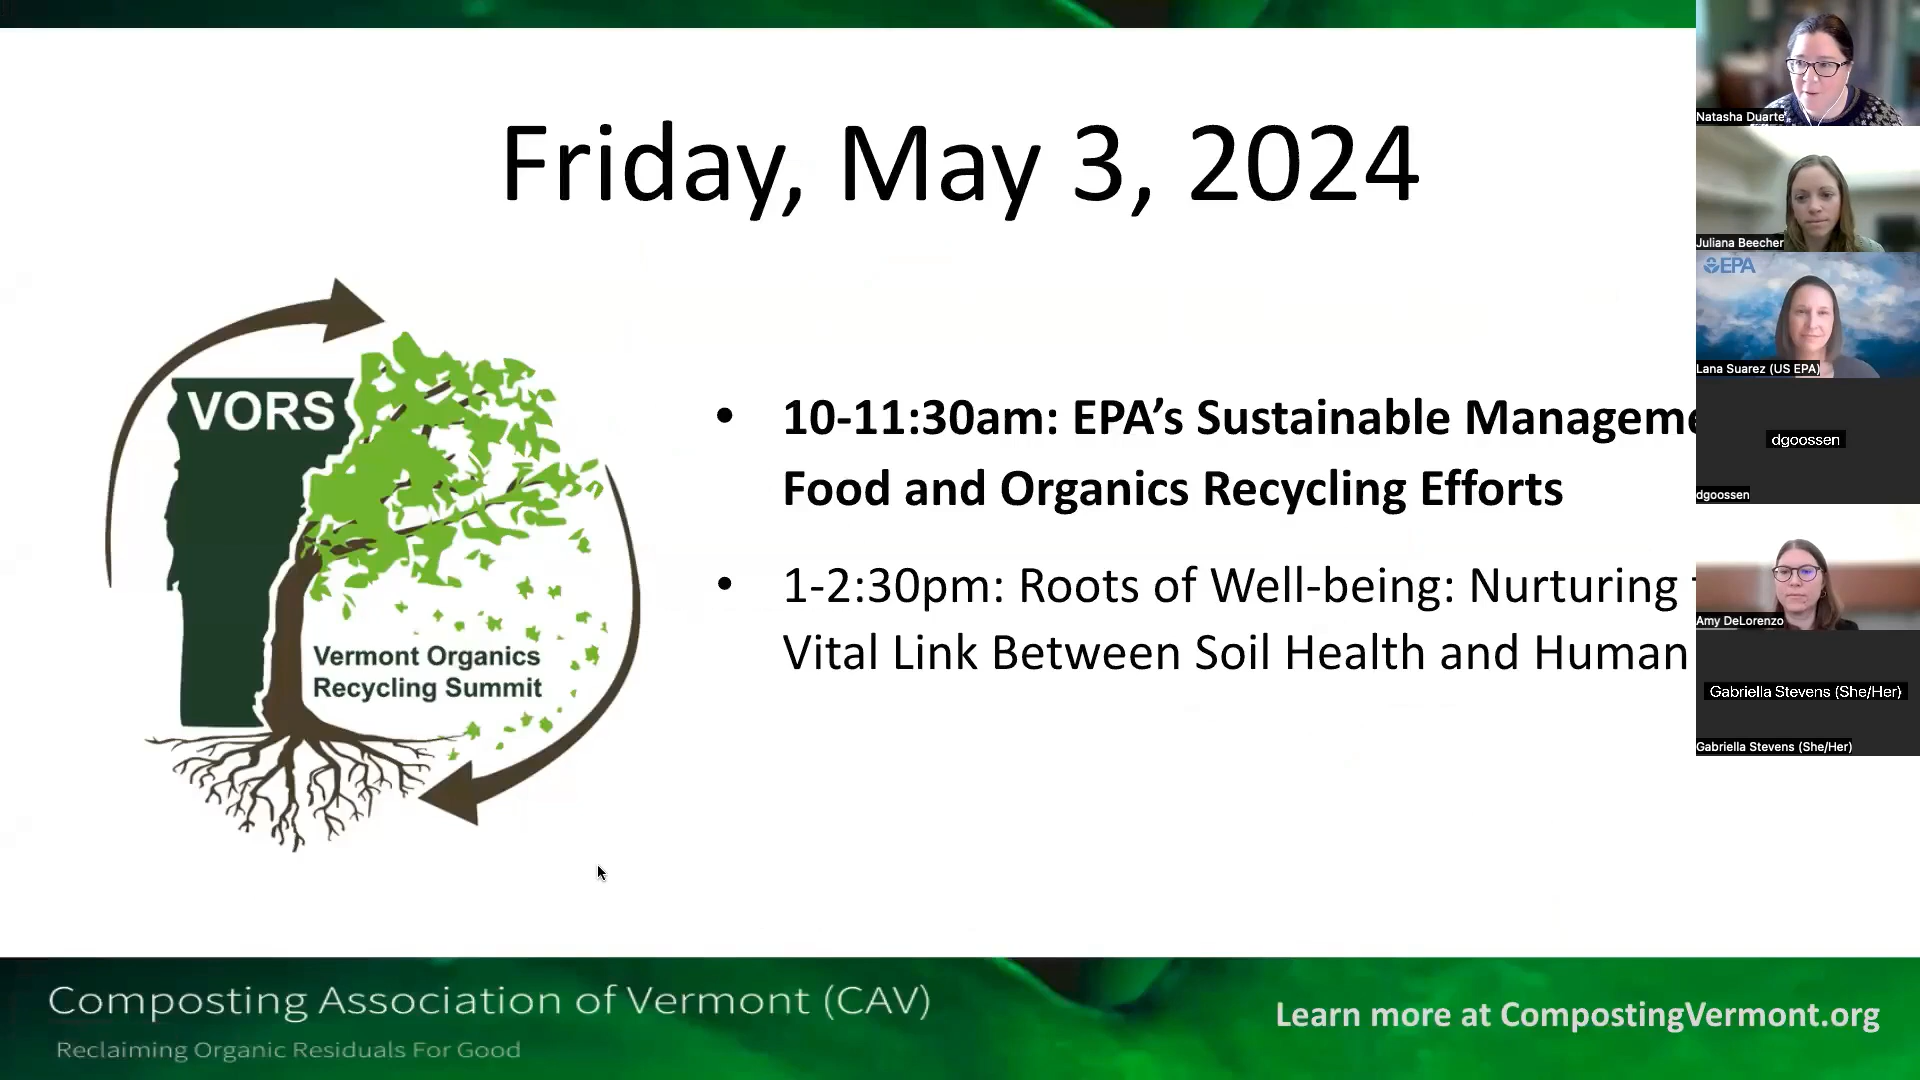 Friday, May 3, 2024
VORS
Vermont Organics
Recycling Summit
• 10-11:30am: EPA’s Sustainable Manageme
Food and Organics Recycling Efforts
• 1-2:30pm: Roots of Well-being: Nurturing
Vital Link Between Soil Health and Human
Composting Association of Vermont (CAV)
Reclaiming Organic Residuals For Good
Learn more at CompostingVermont.org
Natasha Duarte
Juliana Beecher
EPA
Lana Suarez (US EPA)
dgoossen
dgoossen
Amy DeLorenzo
Gabriella Stevens (She/Her)
Gabriella Stevens (She/Her)